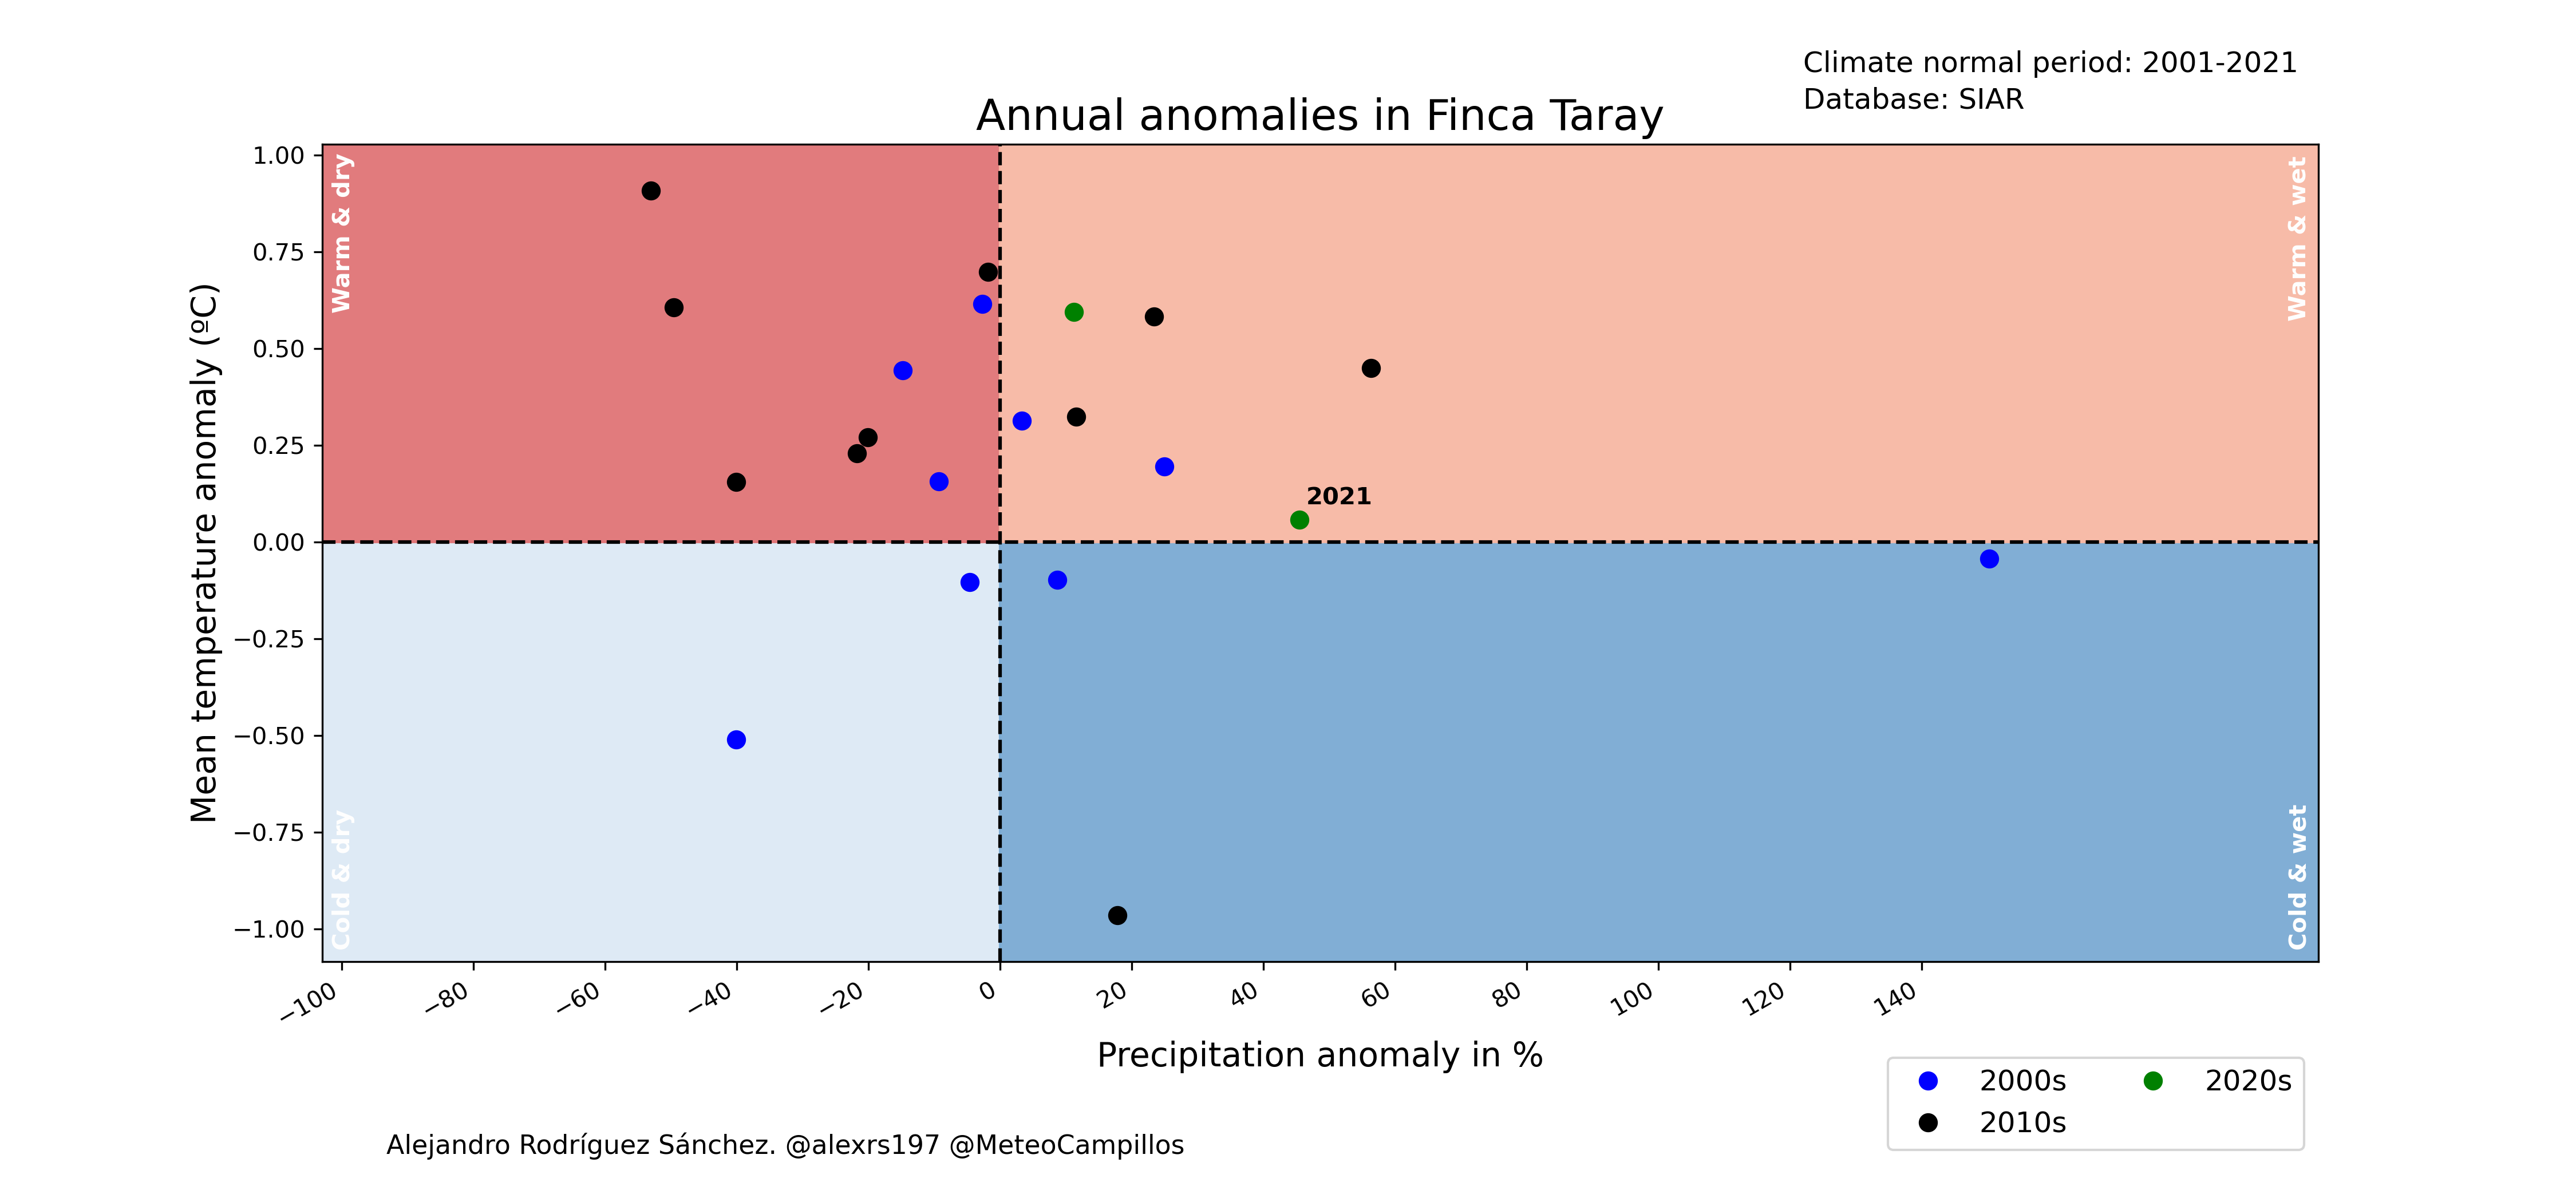 Climate normal period: 2001-2021
Database: SIAR
Annual anomalies in Finca Taray
Mean temperature anomaly (ºC)
1.00
0.75
0.50
0.25
0.00
−0.25
−0.50
−0.75
−1.00
Warm & dry
Warm & wet
2021
Cold & dry
Cold & wet
−100
−80
−60
−40
−20
0
20
40
60
80
100
120
140
Precipitation anomaly in %
2000s
2010s
2020s
Alejandro Rodríguez Sánchez. @alexrs197 @MeteoCampillos